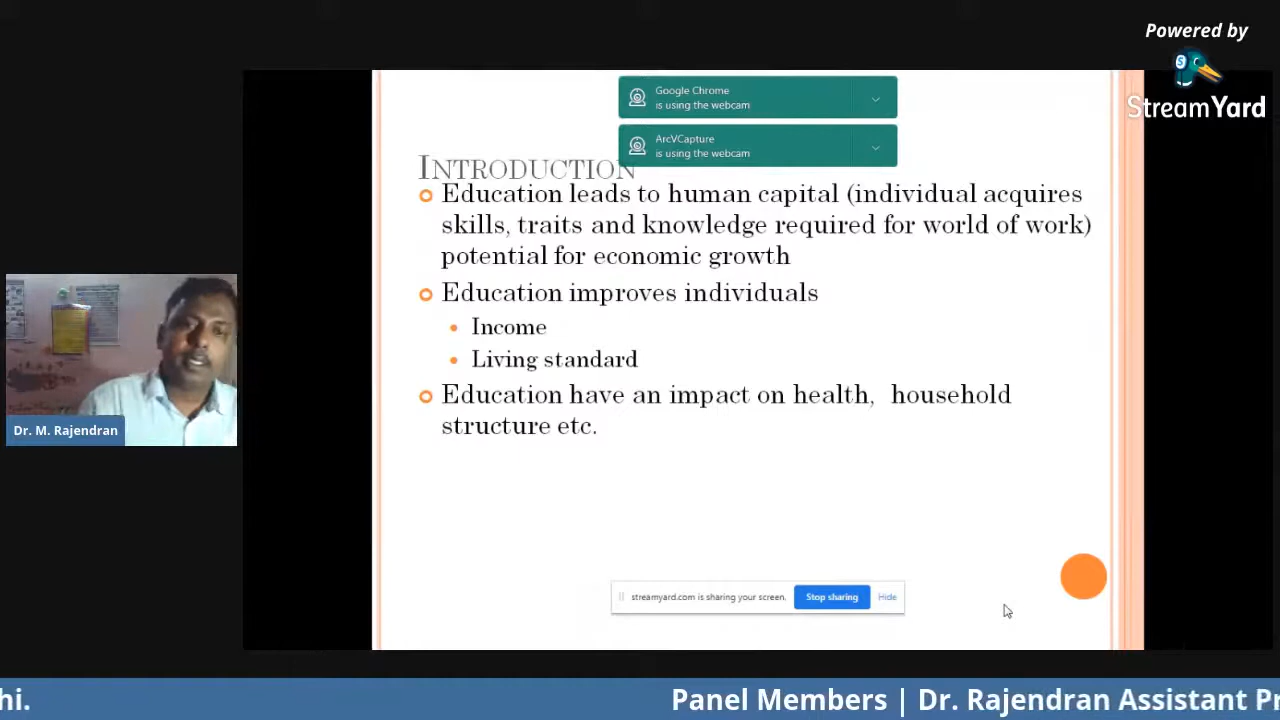 Powered by
StreamYard
Google Chrome
is using the webcam
ArcVCapture
is using the webcam
INTRODUCTION
Education leads to human capital (individual acquires
skills, traits and knowledge required for world of work)
potential for economic growth
Education improves individuals
Income
Living standard
Education have an impact on health, household
structure etc.
Dr. M. Rajendran
streamyard.com is sharing your screen.
Stop sharing
Hide
hi.
Panel Members | Dr. Rajendran Assistant Pr